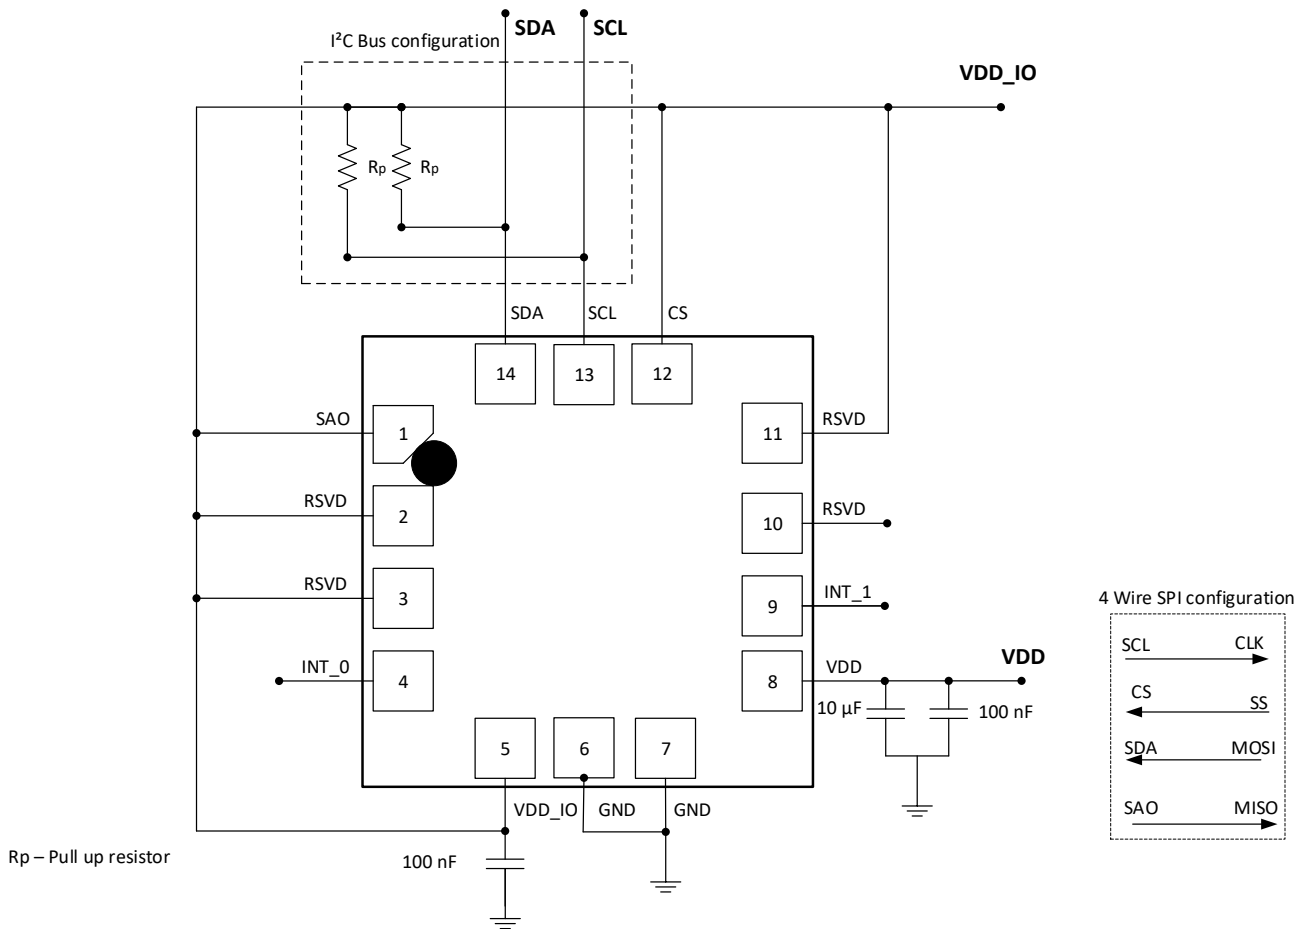 SDA
SCL
I²C Bus configuration
VDD_IO
Rp
Rp
SDA
SCL
CS
14
13
12
SAO
1
11
RSVD
RSVD
2
10
RSVD
RSVD
3
9
INT_1
4 Wire SPI configuration
SCL
CLK
CS
SS
SDA
MOSI
SAO
MISO
INT_0
4
8
VDD
VDD
10 µF
100 nF
5
6
7
VDD_IO
GND
GND
100 nF
Rp – Pull up resistor